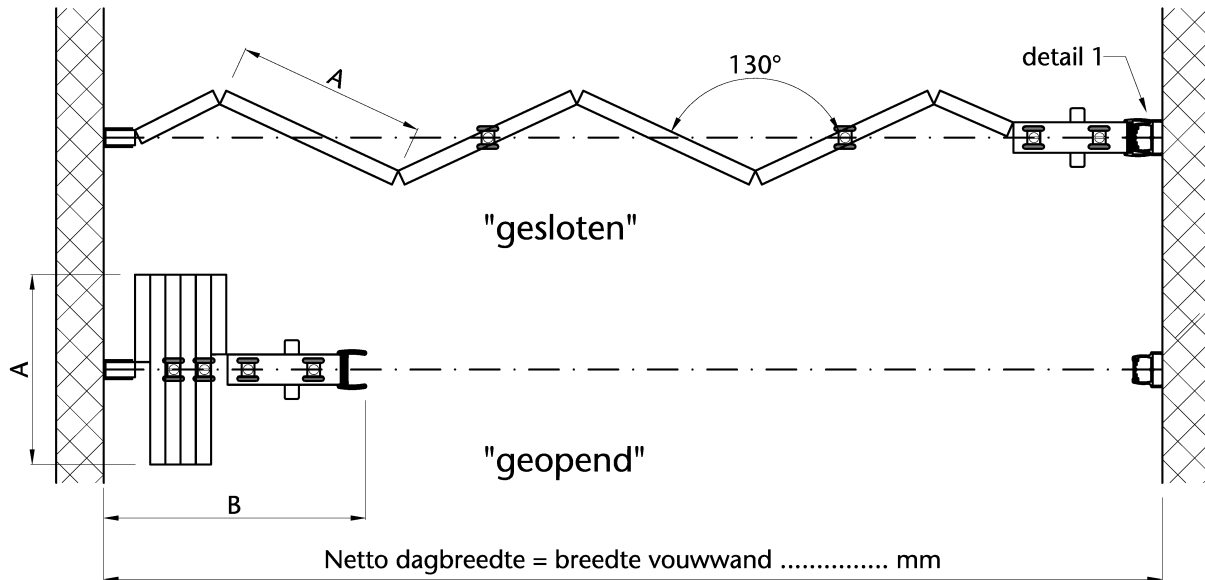 detail 1
A
130°
"gesloten"
A
"geopend"
B
Netto dagbreedte = breedte vouwwand ............... mm